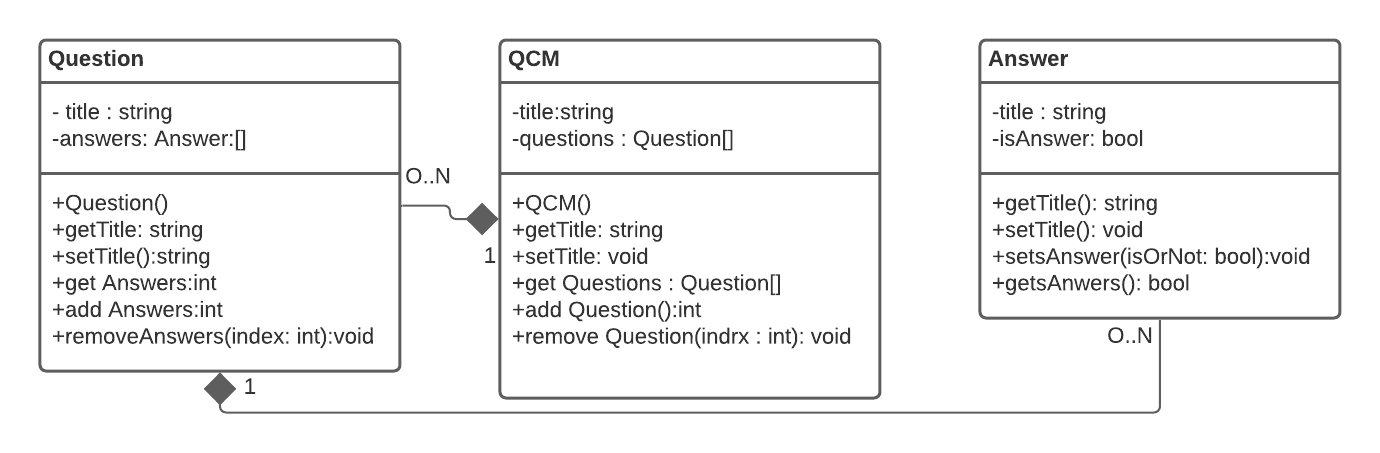 Question
- title : string
-answers: Answer:[]
+Question()
+getTitle: string
+setTitle():string
+get Answers:int
+add Answers:int
+removeAnswers(index: int):void
O..N
1
QCM
-title:string
-questions : Question[]
+QCM()
+getTitle: string
+setTitle: void
+get Questions : Question[]
+add Question():int
+remove Question(indrx : int): void
1
Answer
-title : string
-isAnswer: bool
+getTitle(): string
+setTitle(): void
+setsAnswer(isOrNot: bool):void
+getsAnwers(): bool
O..N